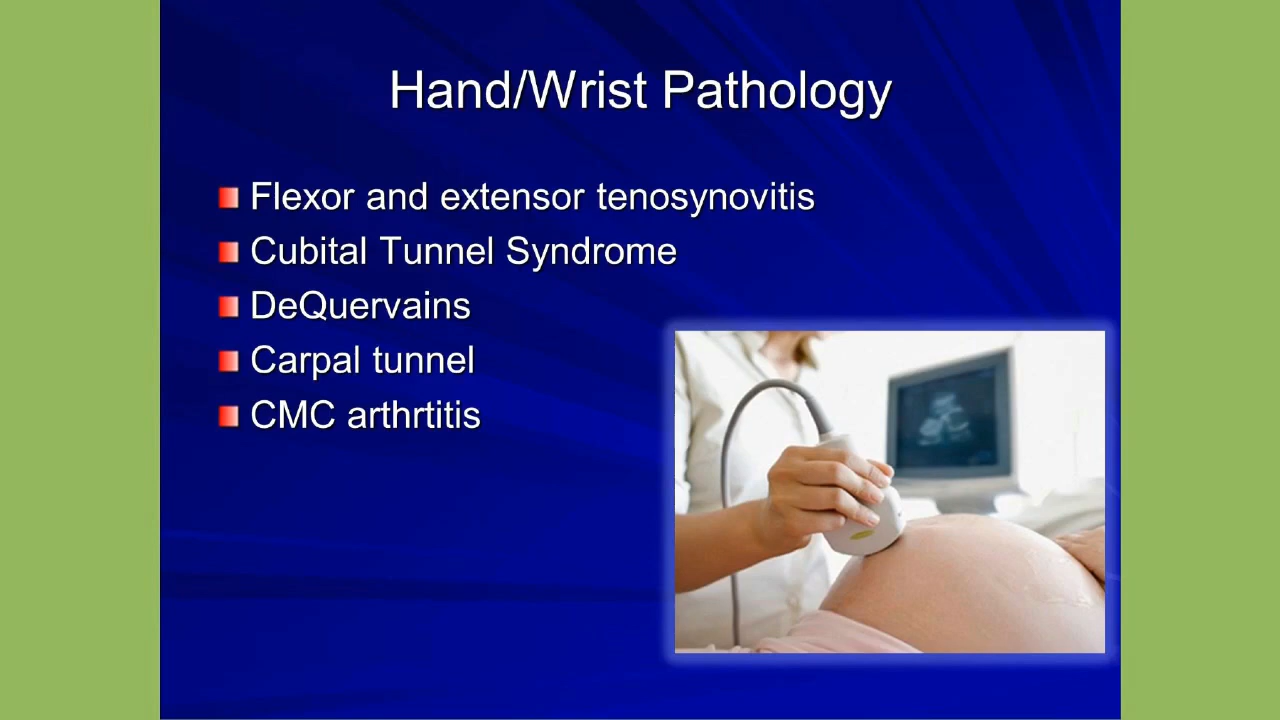 Hand/Wrist Pathology
Flexor and extensor tenosynovitis
Cubital Tunnel Syndrome
DeQuervains
Carpal tunnel
CMC arthrtitis